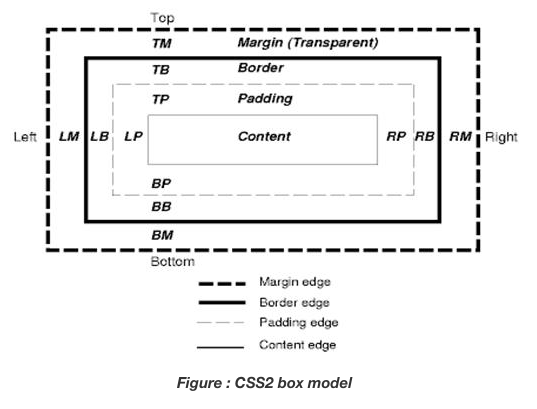 Top
TM Margin (Transparent)
TB Border
TP Padding
Left LM LB LP Content RP RB RM Right
BP
BB
BM
Bottom
Margin edge
Border edge
Padding edge
Content edge
Figure : CSS2 box model